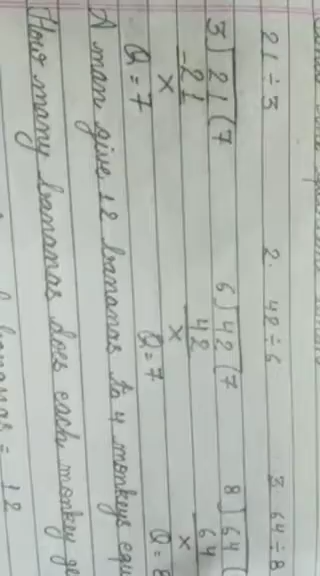 21÷3 2. 42÷6 3 64÷8
3)21(7 6)42(7 8)64(
-21 42 64
× × ×
Q=7 Q=7 Q=8
A man give 12 bananas to 4 monkeys equ
How many bananas does each monkey ge
bananas = 12